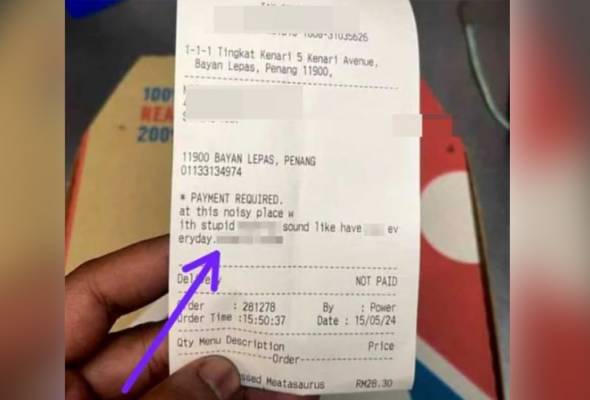 1-1-1 Tingkat Kenari 5 Kenari Avenue,
Bayan Lepas, Penang 11900,
11900 BAYAN LEPAS, PENANG
01133134974
* PAYMENT REQUIRED.
at this noisy place w
ith stupid sound like have ev
eryday.
NOT PAID
Order : 281278 By : Power
Order Time :15:50:37 Date : 15/05/24
Qty Menu Description Price
Order
Meatasaurus RM28.30
100%
200%